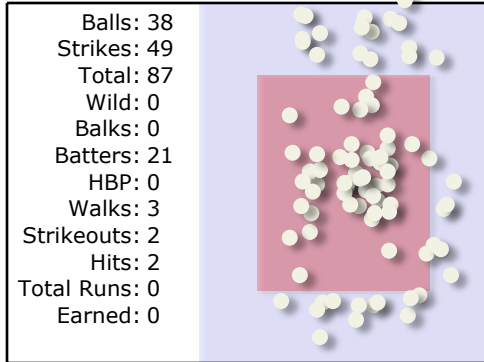 Balls: 38
Strikes: 49
Total: 87
Wild: 0
Balks: 0
Batters: 21
HBP: 0
Walks: 3
Strikeouts: 2
Hits: 2
Total Runs: 0
Earned: 0